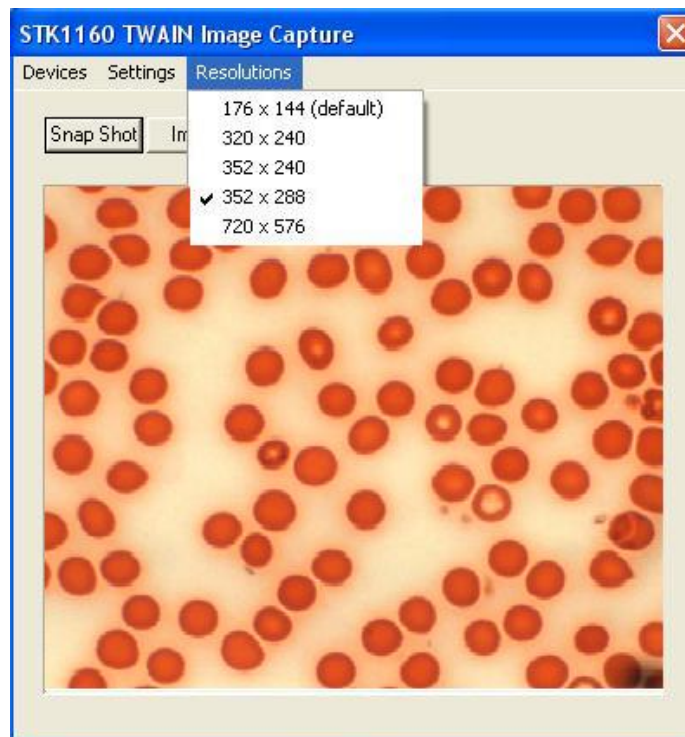 STK1160 TWAIN Image Capture
Devices Settings Resolutions
176 x 144 (default)
Snap Shot
320 x 240
352 x 240
352 x 288
720 x 576